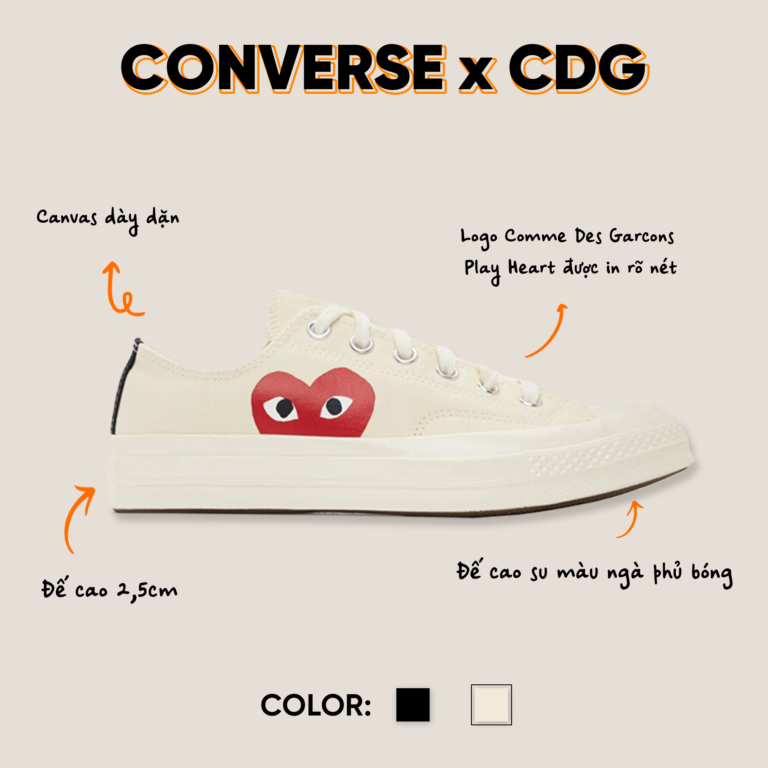 CONVERSE x CDG
Canvas dày dặn
Logo Comme Des Garcons
Play Heart được in rõ nét
Đế cao 2,5cm
Đế cao su màu ngà phủ bóng
COLOR: